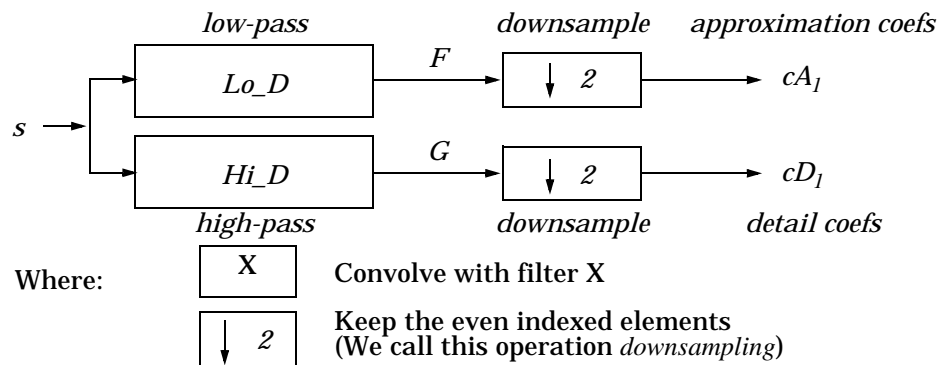 low-pass downsample approximation coefs
Lo_D F ↓ 2 cA1
s
Hi_D G ↓ 2 cD1
high-pass downsample detail coefs
Where: X Convolve with filter X
↓ 2 Keep the even indexed elements
(We call this operation downsampling)